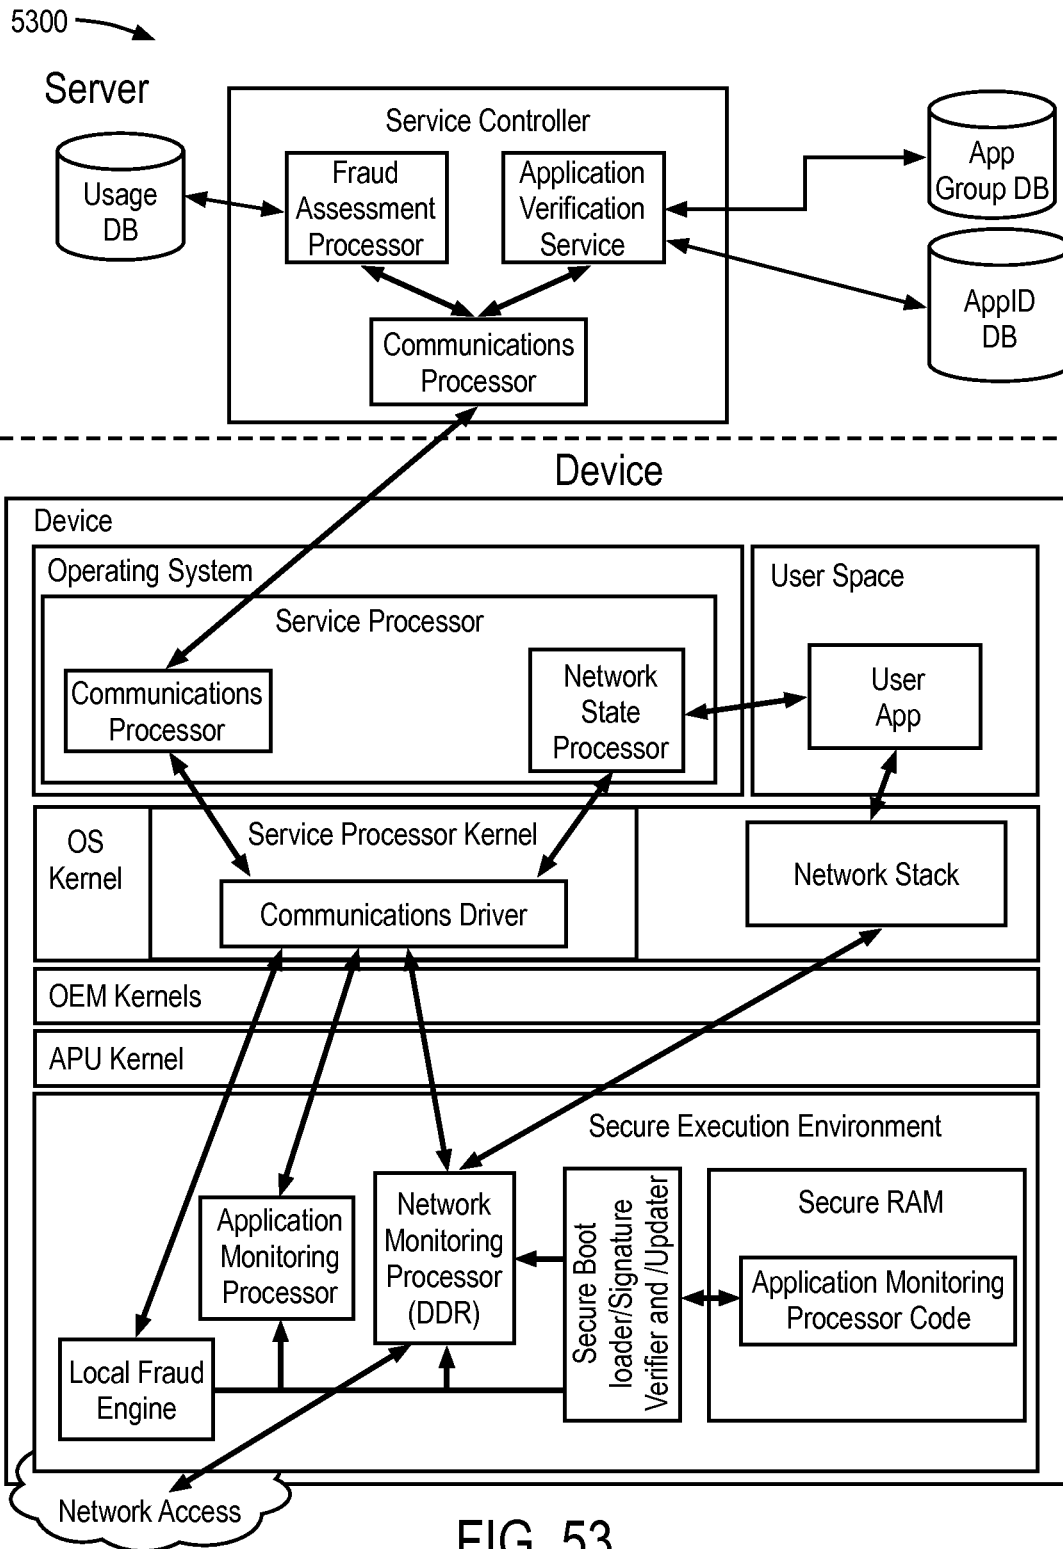 5300
Server
Service Controller
Usage
DB
Fraud
Assessment
Processor
Application
Verification
Service
App
Group DB
AppID
DB
Communications
Processor
Device
Device
Operating System
User Space
Service Processor
Communications
Processor
Network
State
Processor
User
App
OS
Kernel
Service Processor Kernel
Communications Driver
Network Stack
OEM Kernels
APU Kernel
Secure Execution Environment
Application
Monitoring
Processor
Network
Monitoring
Processor
(DDR)
Secure Boot
loader/Signature
Verifier and /Updater
Secure RAM
Application Monitoring
Processor Code
Local Fraud
Engine
Network Access
FIG. 53